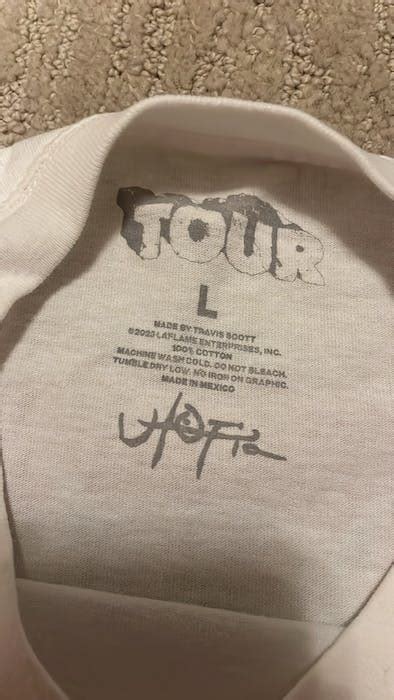 TOUR
L
MADE BY TRAVIS SCOTT
©2023 LAFLAME ENTERPRISES, INC.
100% COTTON
MACHINE WASH COLD. DO NOT BLEACH.
TUMBLE DRY LOW. NO IRON ON GRAPHIC.
MADE IN MEXICO